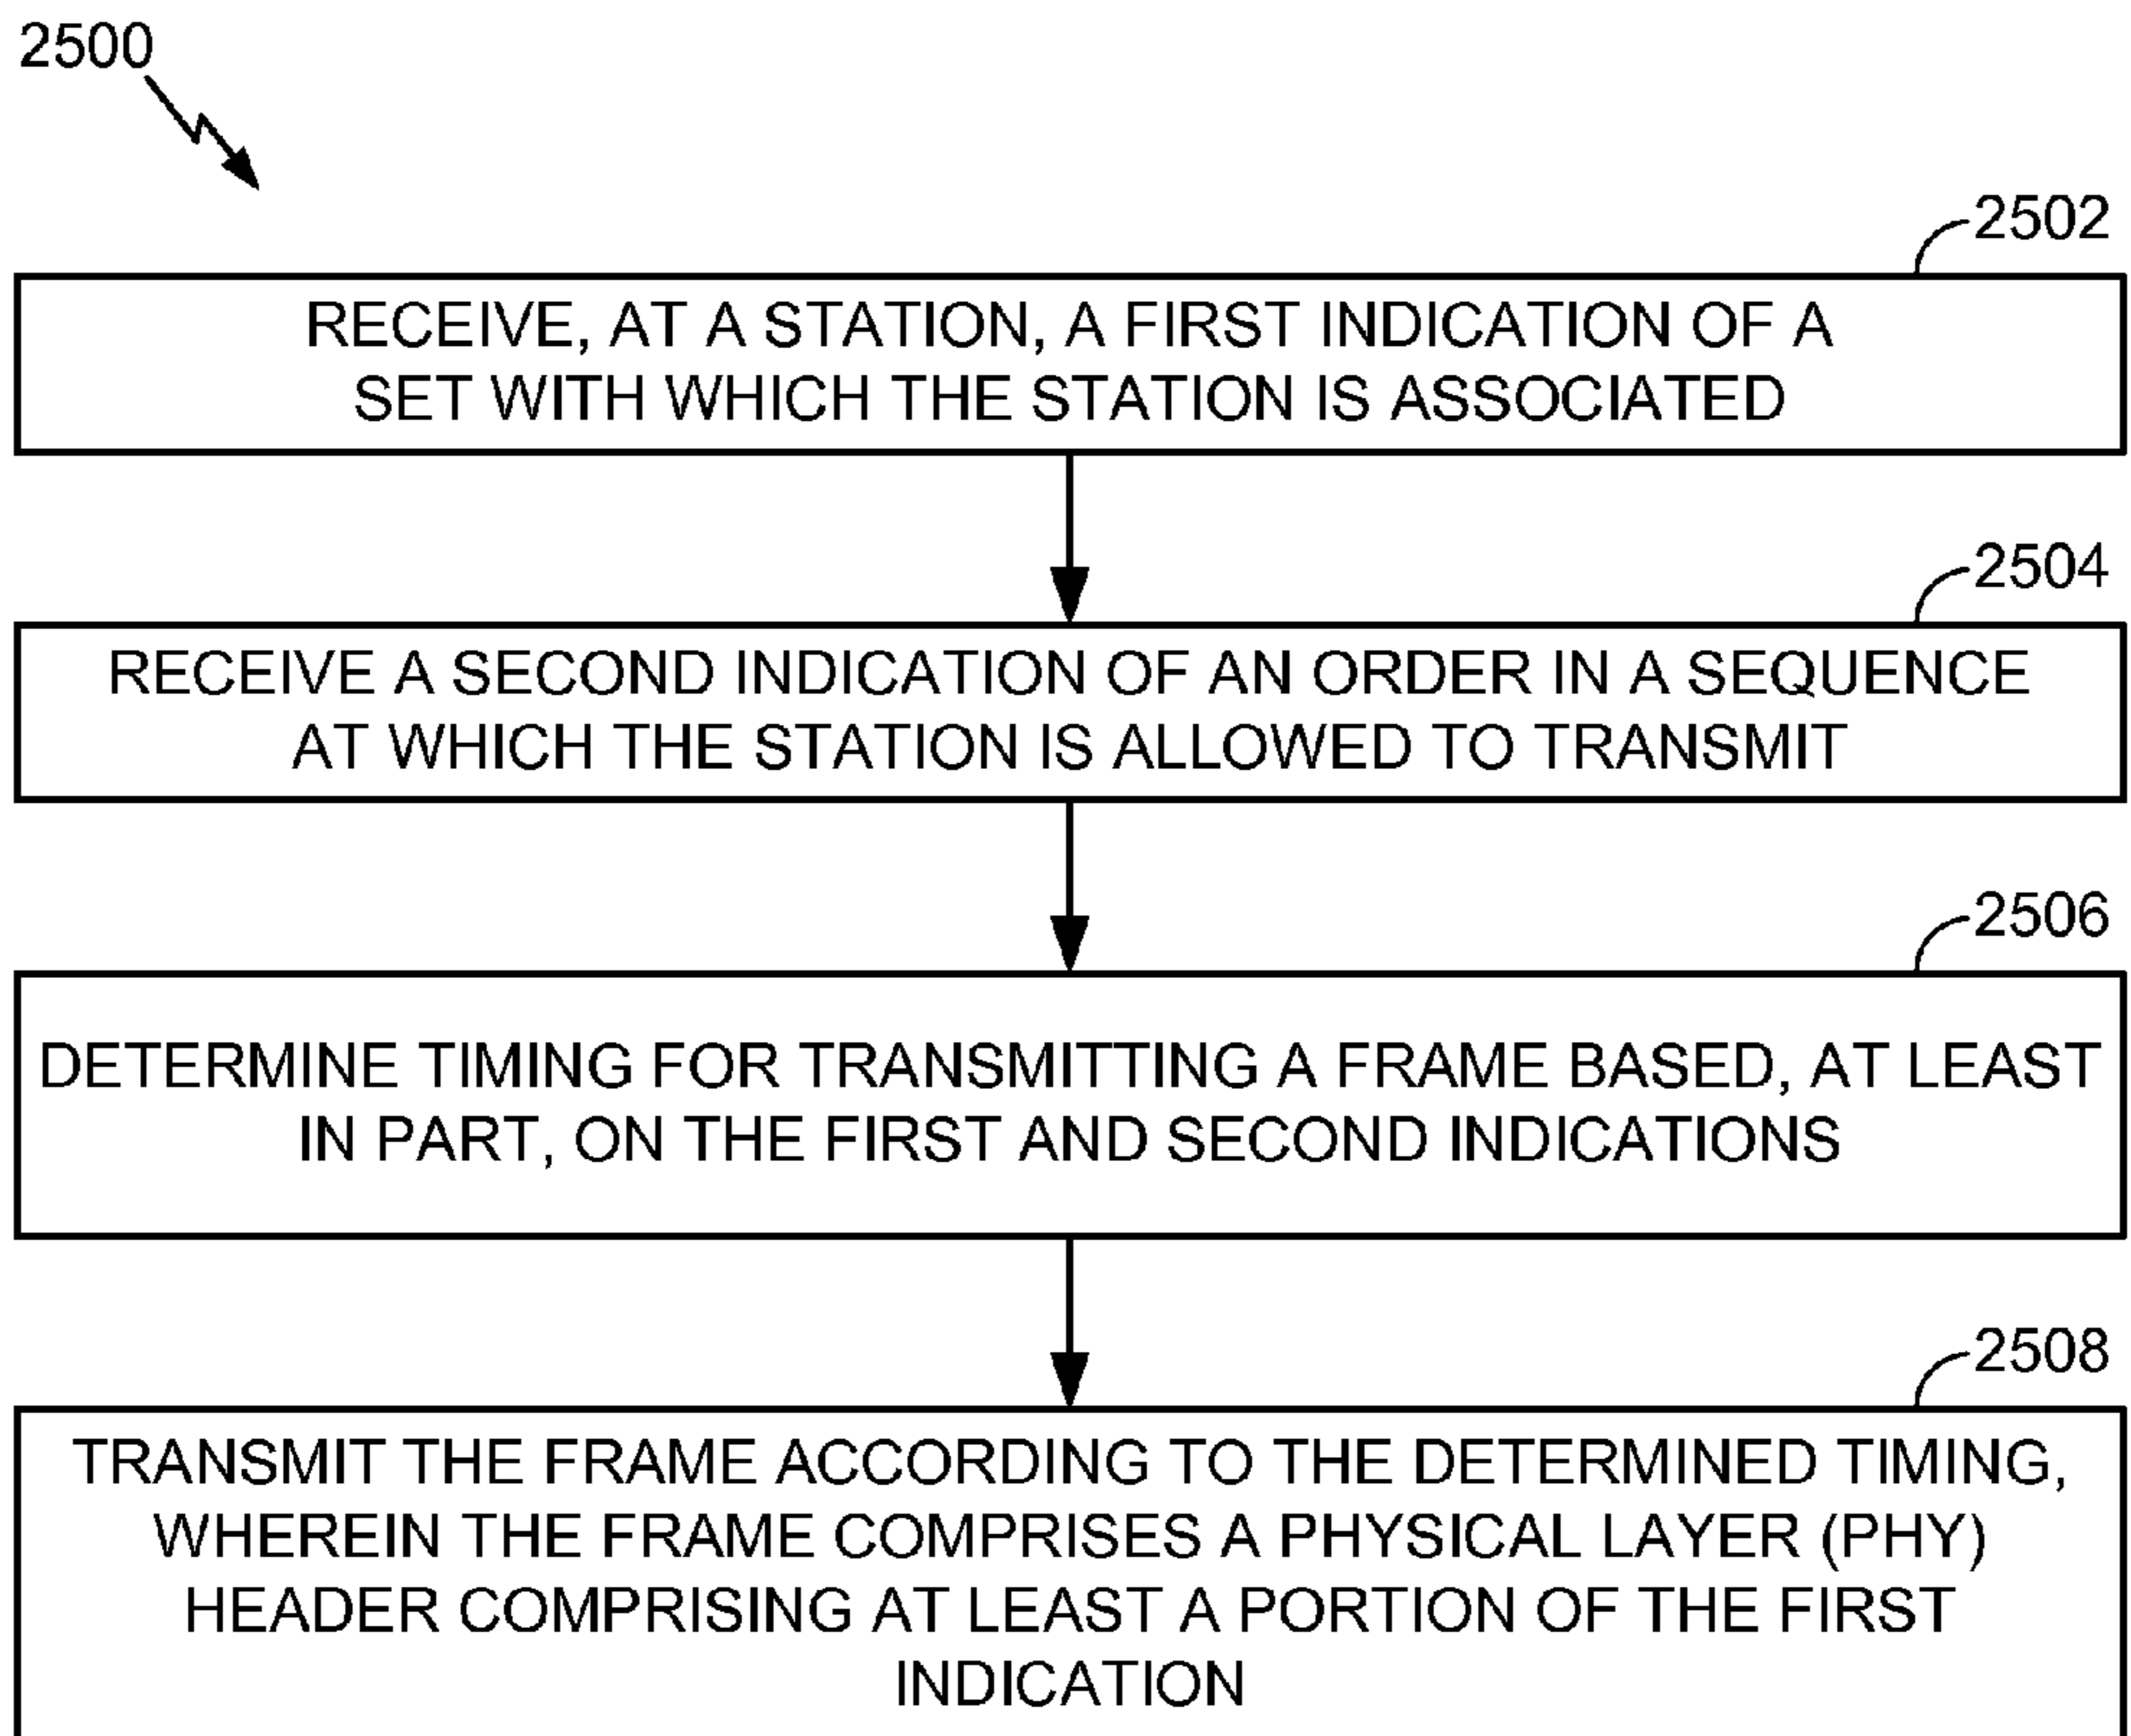 2500
2502
RECEIVE, AT A STATION, A FIRST INDICATION OF A
SET WITH WHICH THE STATION IS ASSOCIATED
2504
RECEIVE A SECOND INDICATION OF AN ORDER IN A SEQUENCE
AT WHICH THE STATION IS ALLOWED TO TRANSMIT
2506
DETERMINE TIMING FOR TRANSMITTING A FRAME BASED, AT LEAST
IN PART, ON THE FIRST AND SECOND INDICATIONS
2508
TRANSMIT THE FRAME ACCORDING TO THE DETERMINED TIMING,
WHEREIN THE FRAME COMPRISES A PHYSICAL LAYER (PHY)
HEADER COMPRISING AT LEAST A PORTION OF THE FIRST
INDICATION